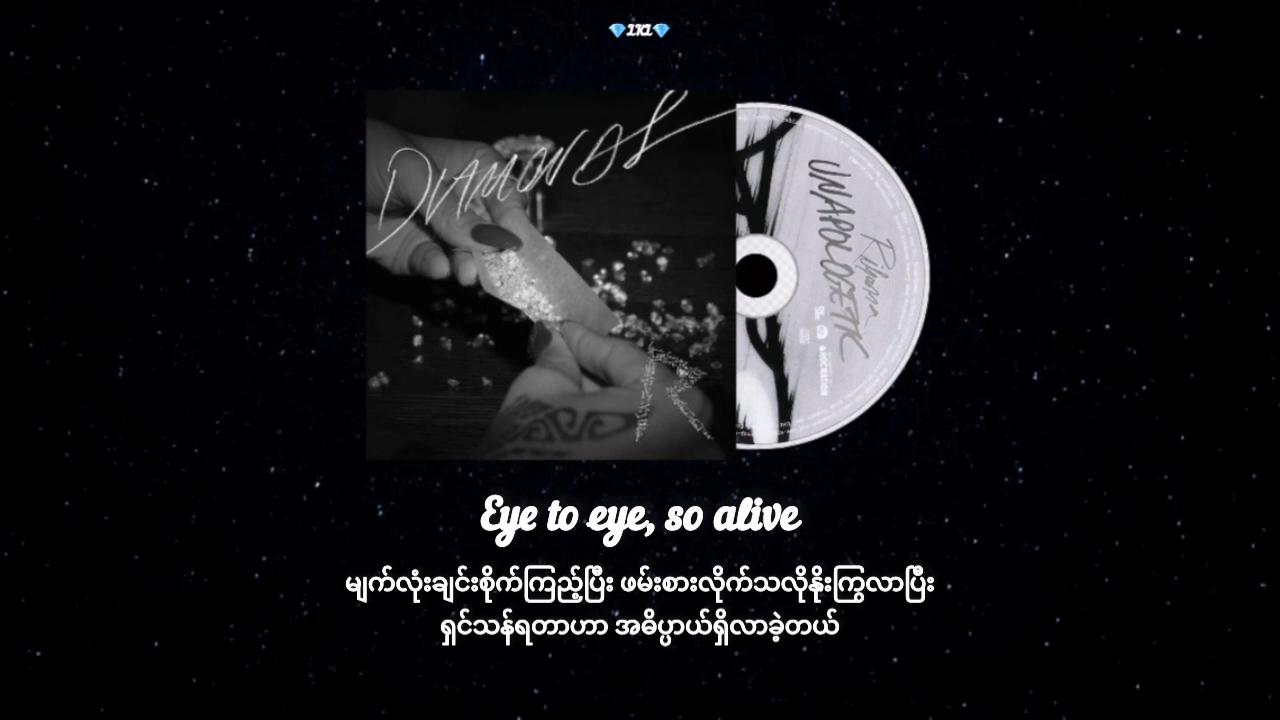 💎LKL💎
DIAMONDS
UNAPOLOGETIC
Rihanna
R
Eye to eye, so alive
မျက်လုံးချင်းစိုက်ကြည့်ပြီး ဖမ်းစားလိုက်သလိုနိုးကြွလာပြီး
ရှင်သန်ရတာဟာ အဓိပ္ပာယ်ရှိလာခဲ့တယ်